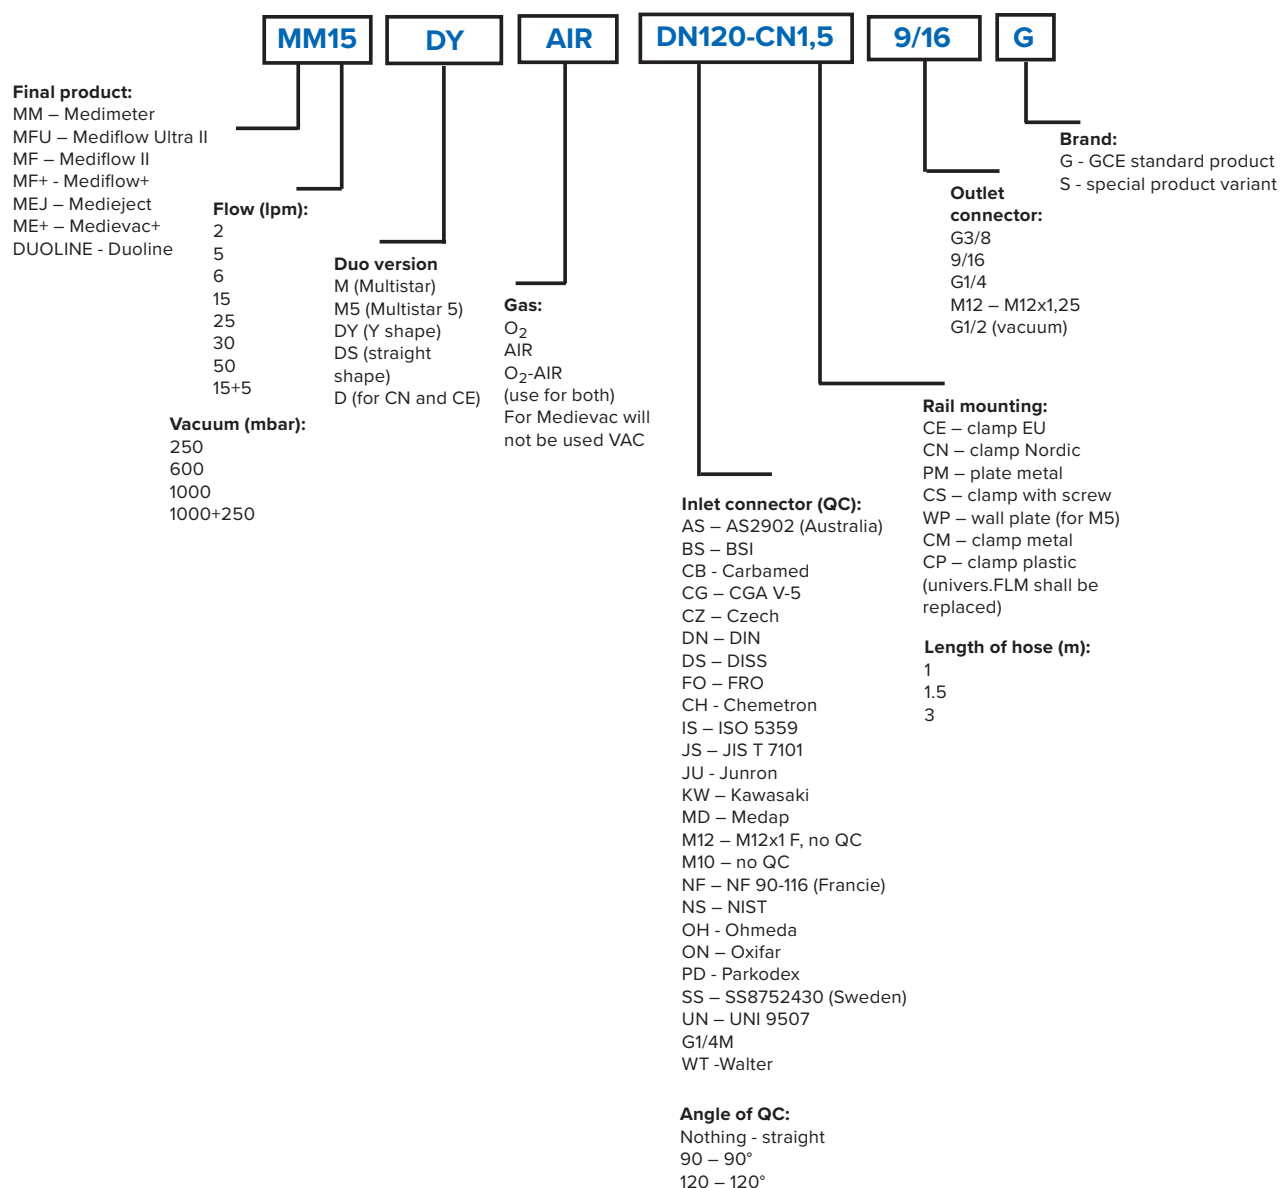 MM15
DY
AIR
DN120-CN1,5
9/16
G
Final product:
MM – Medimeter
MFU – Mediflow Ultra II
MF – Mediflow II
MF+ - Mediflow+
MEJ – Medieject
ME+ – Medievac+
DUOLINE - Duoline
Flow (lpm):
2
5
6
15
25
30
50
15+5
Vacuum (mbar):
250
600
1000
1000+250
Duo version
M (Multistar)
M5 (Multistar 5)
DY (Y shape)
DS (straight
shape)
D (for CN and CE)
Gas:
O2
AIR
O2-AIR
(use for both)
For Medievac will
not be used VAC
Inlet connector (QC):
AS – AS2902 (Australia)
BS – BSI
CB - Carbamed
CG – CGA V-5
CZ – Czech
DN – DIN
DS – DISS
FO – FRO
CH - Chemetron
IS – ISO 5359
JS – JIS T 7101
JU - Junron
KW – Kawasaki
MD – Medap
M12 – M12x1 F, no QC
M10 – no QC
NF – NF 90-116 (Francie)
NS – NIST
OH - Ohmeda
ON – Oxifar
PD - Parkodex
SS – SS8752430 (Sweden)
UN – UNI 9507
G1/4M
WT -Walter
Angle of QC:
Nothing - straight
90 – 90°
120 – 120°
Rail mounting:
CE – clamp EU
CN – clamp Nordic
PM – plate metal
CS – clamp with screw
WP – wall plate (for M5)
CM – clamp metal
CP – clamp plastic
(univers.FLM shall be
replaced)
Length of hose (m):
1
1.5
3
Outlet
connector:
G3/8
9/16
G1/4
M12 – M12x1,25
G1/2 (vacuum)
Brand:
G - GCE standard product
S - special product variant